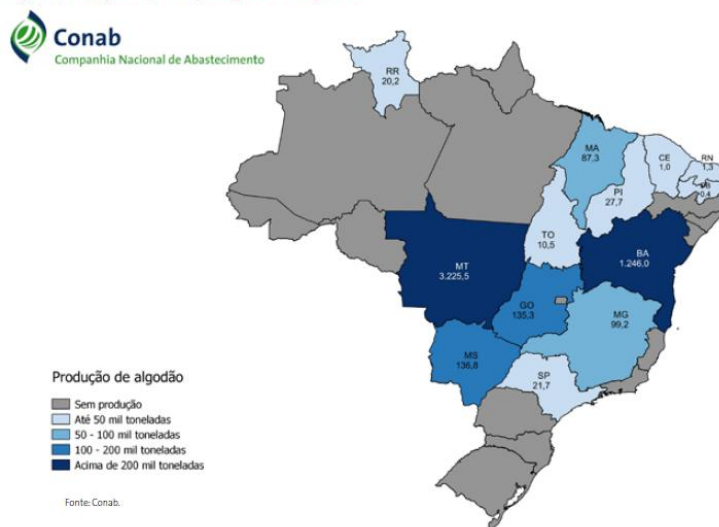 Conab
Companhia Nacional de Abastecimento
RR
20,2
MA
87,3
CE
1,0
RN
1,3
PB
0,4
PI
27,7
TO
10,5
MT
3.225,5
BA
1.246,0
GO
135,3
MG
99,2
MS
136,8
SP
21,7
Produção de algodão
Sem produção
Até 50 mil toneladas
50 - 100 mil toneladas
100 - 200 mil toneladas
Acima de 200 mil toneladas
Fonte: Conab.